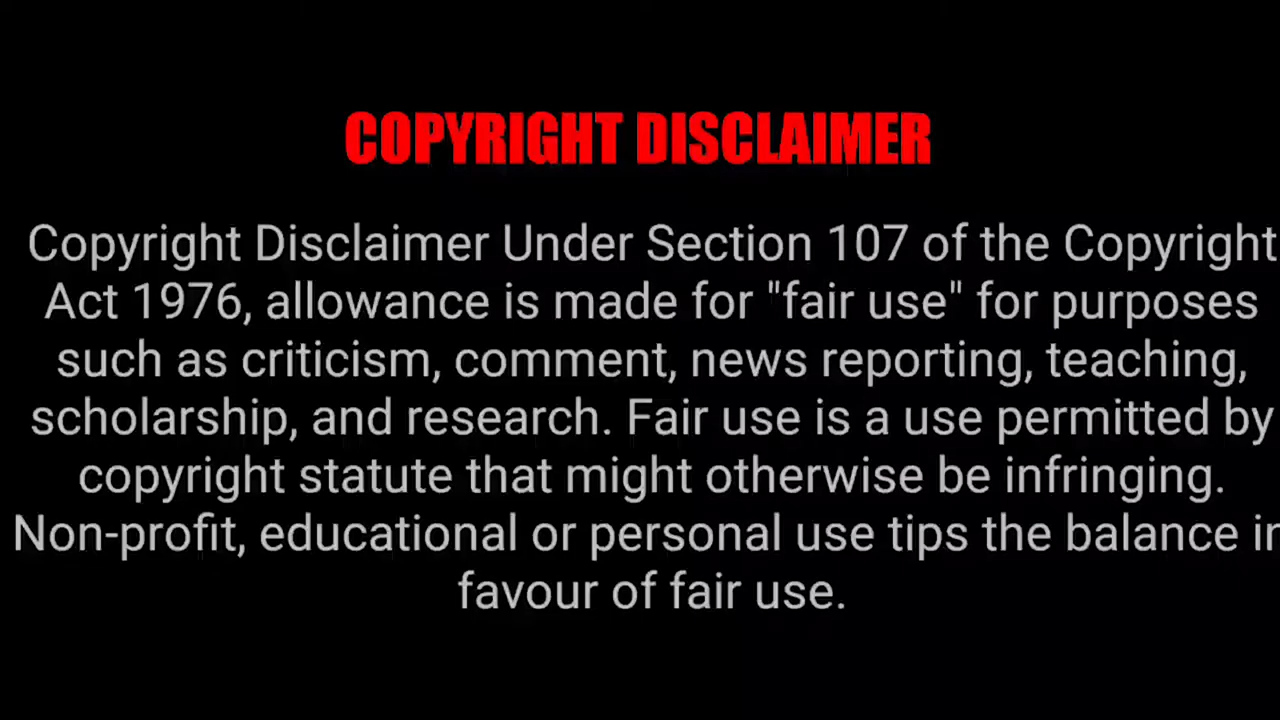 COPYRIGHT DISCLAIMER
Copyright Disclaimer Under Section 107 of the Copyright
Act 1976, allowance is made for "fair use" for purposes
such as criticism, comment, news reporting, teaching,
scholarship, and research. Fair use is a use permitted by
copyright statute that might otherwise be infringing.
Non-profit, educational or personal use tips the balance in
favour of fair use.